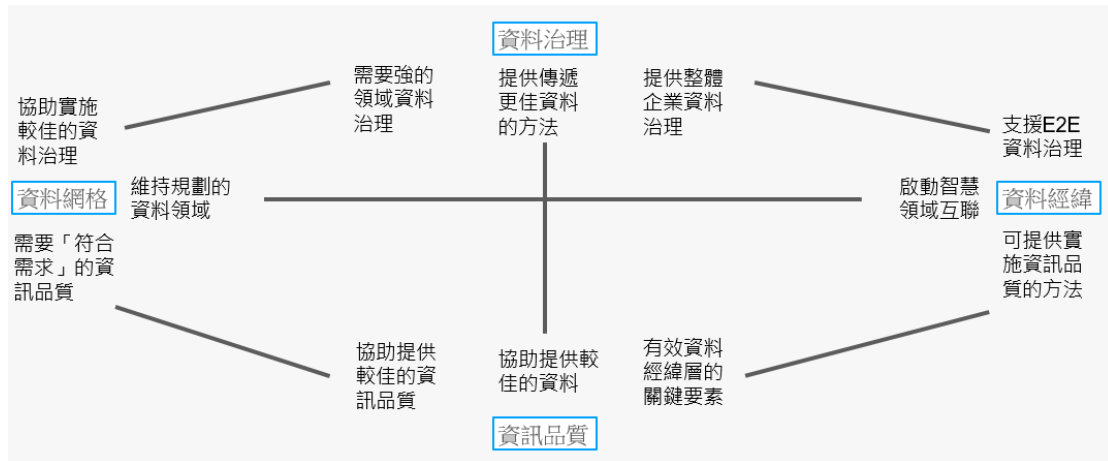 資料治理
需要強的
領域資料
治理
提供傳遞
更佳資料
的方法
提供整體
企業資料
治理
協助實施
較佳的資
料治理
支援E2E
資料治理
資料網格
維持規劃的
資料領域
啟動智慧
領域互聯
資料經緯
需要「符合
需求」的資
訊品質
可提供實
施資訊品
質的方法
協助提供
較佳的資
訊品質
協助提供較
佳的資料
有效資料
經緯層的
關鍵要素
資訊品質